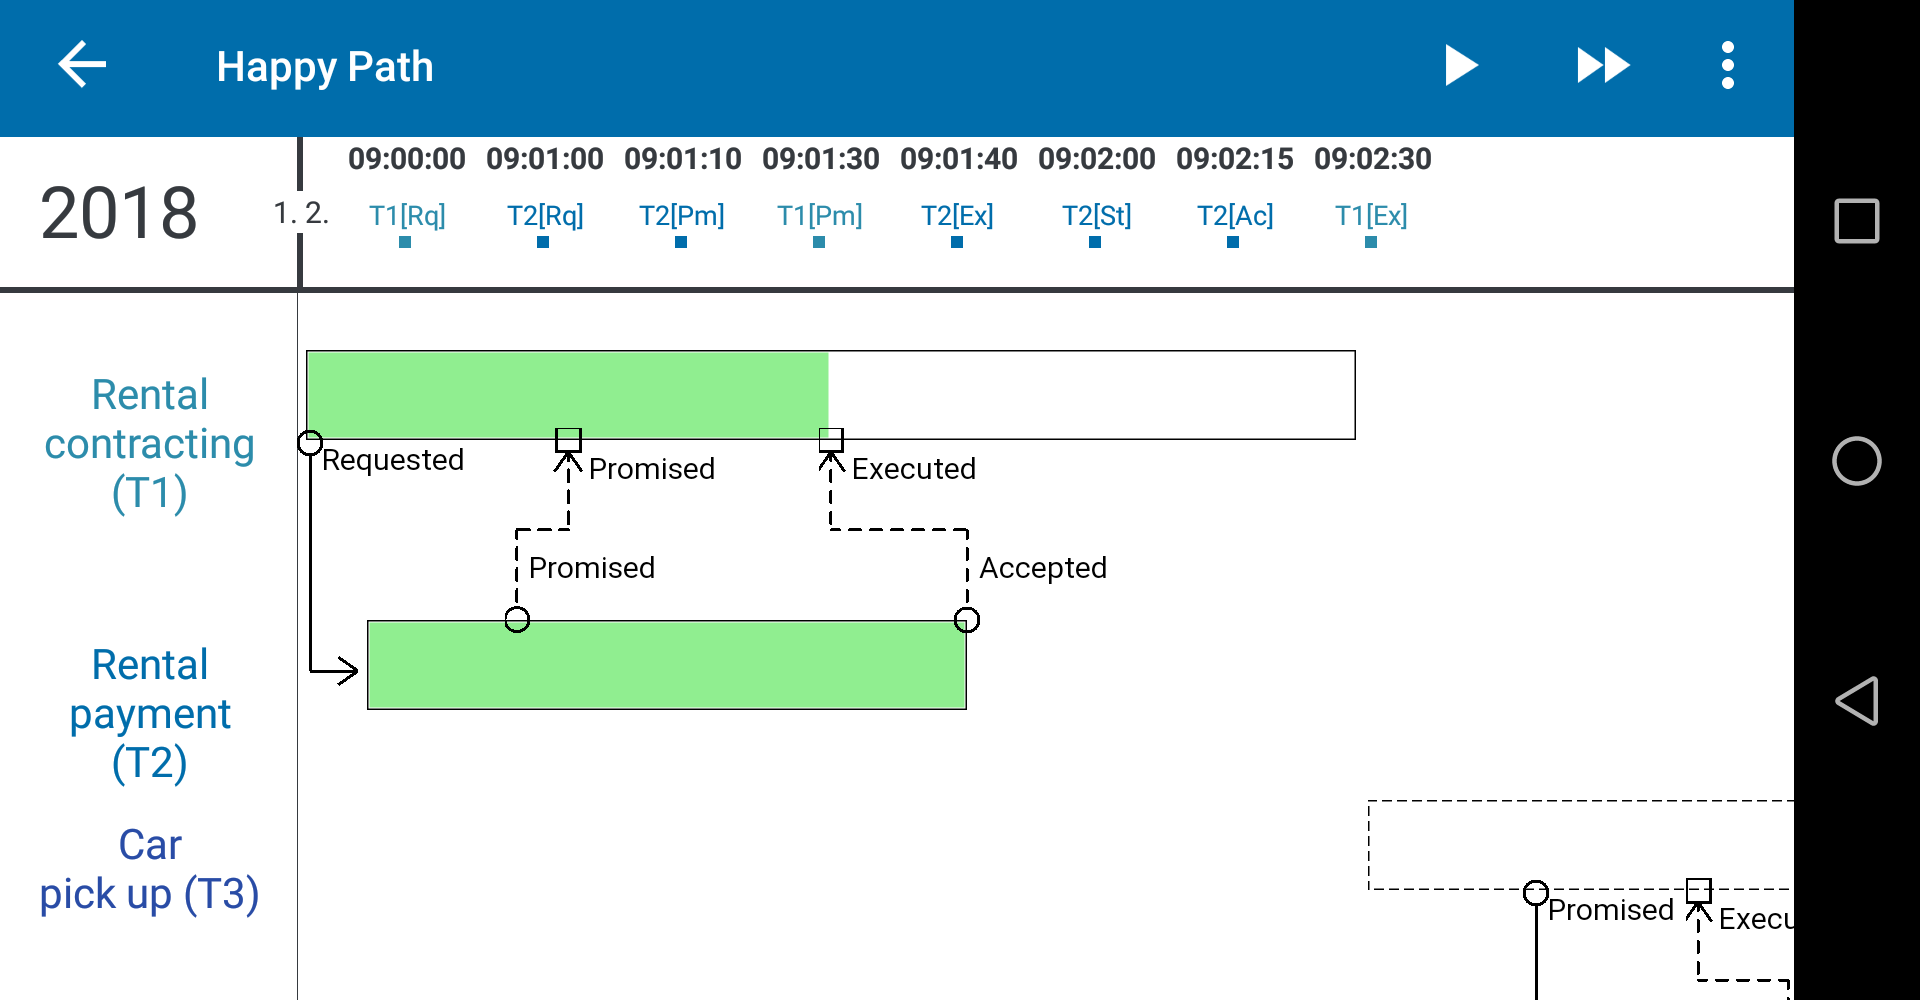 Happy Path
09:00:00 09:01:00 09:01:10 09:01:30 09:01:40 09:02:00 09:02:15 09:02:30
2018
1. 2.
T1[Rq] T2[Rq] T2[Pm] T1[Pm] T2[Ex] T2[St] T2[Ac] T1[Ex]
Rental
contracting
(T1)
Requested
Promised
Executed
Promised
Accepted
Rental
payment
(T2)
Car
pick up (T3)
Promised
Execu